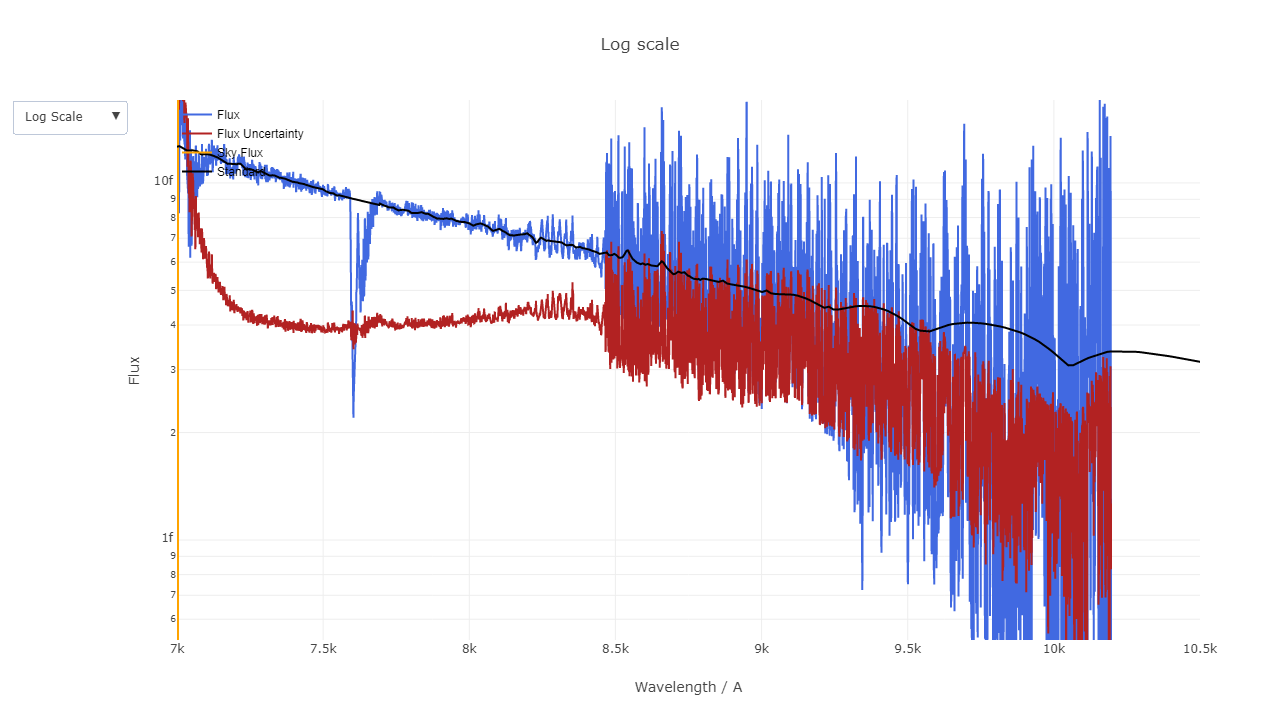 Log scale
Log Scale ▼
Flux
Flux Uncertainty
Sky Flux
Standard
10f
9
8
7
6
5
4
3
2
1f
9
8
7
6
Flux
7k 7.5k 8k 8.5k 9k 9.5k 10k 10.5k
Wavelength / A